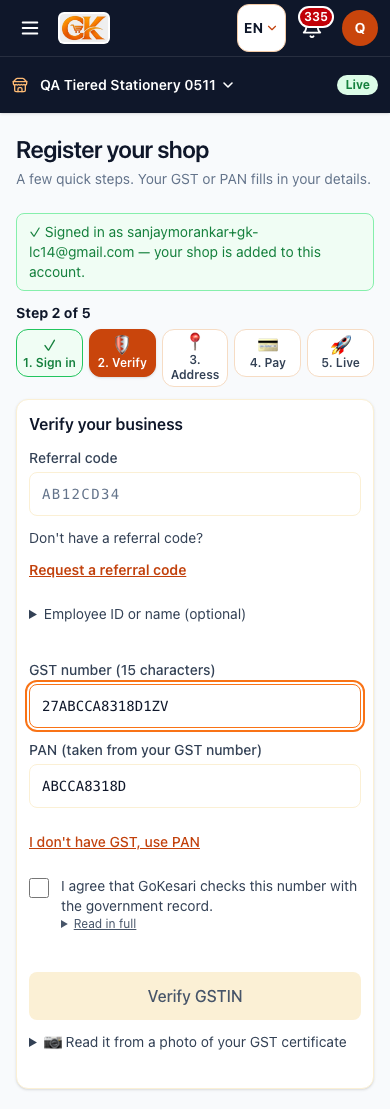 GK
EN
335
Q
QA Tiered Stationery 0511
Live
Register your shop
A few quick steps. Your GST or PAN fills in your details.
✓ Signed in as sanjaymorankar+gk-
lc14@gmail.com — your shop is added to this
account.
Step 2 of 5
✓
1. Sign in
2. Verify
3.
Address
4. Pay
5. Live
Verify your business
Referral code
AB12CD34
Don't have a referral code?
Request a referral code
Employee ID or name (optional)
GST number (15 characters)
27ABCCA8318D1ZV
PAN (taken from your GST number)
ABCCA8318D
I don't have GST, use PAN
I agree that GoKesari checks this number with
the government record.
Read in full
Verify GSTIN
Read it from a photo of your GST certificate